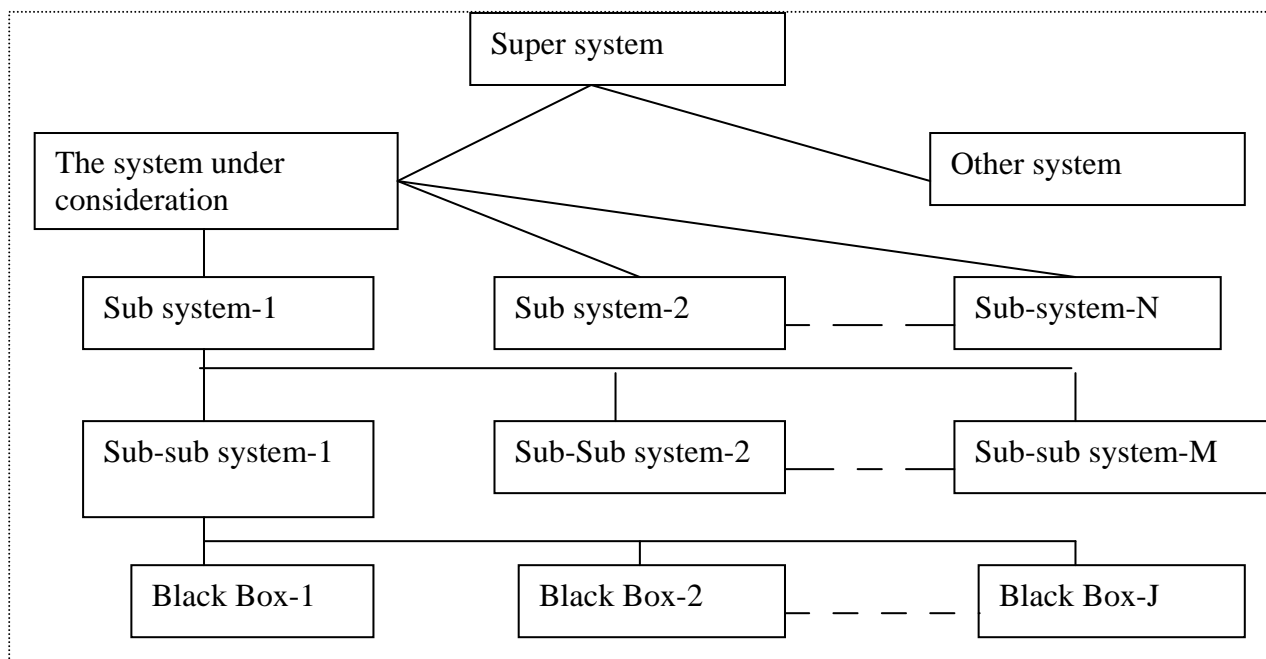 Super system
The system under
consideration
Other system
Sub system-1
Sub system-2
Sub-system-N
Sub-sub system-1
Sub-Sub system-2
Sub-sub system-M
Black Box-1
Black Box-2
Black Box-J